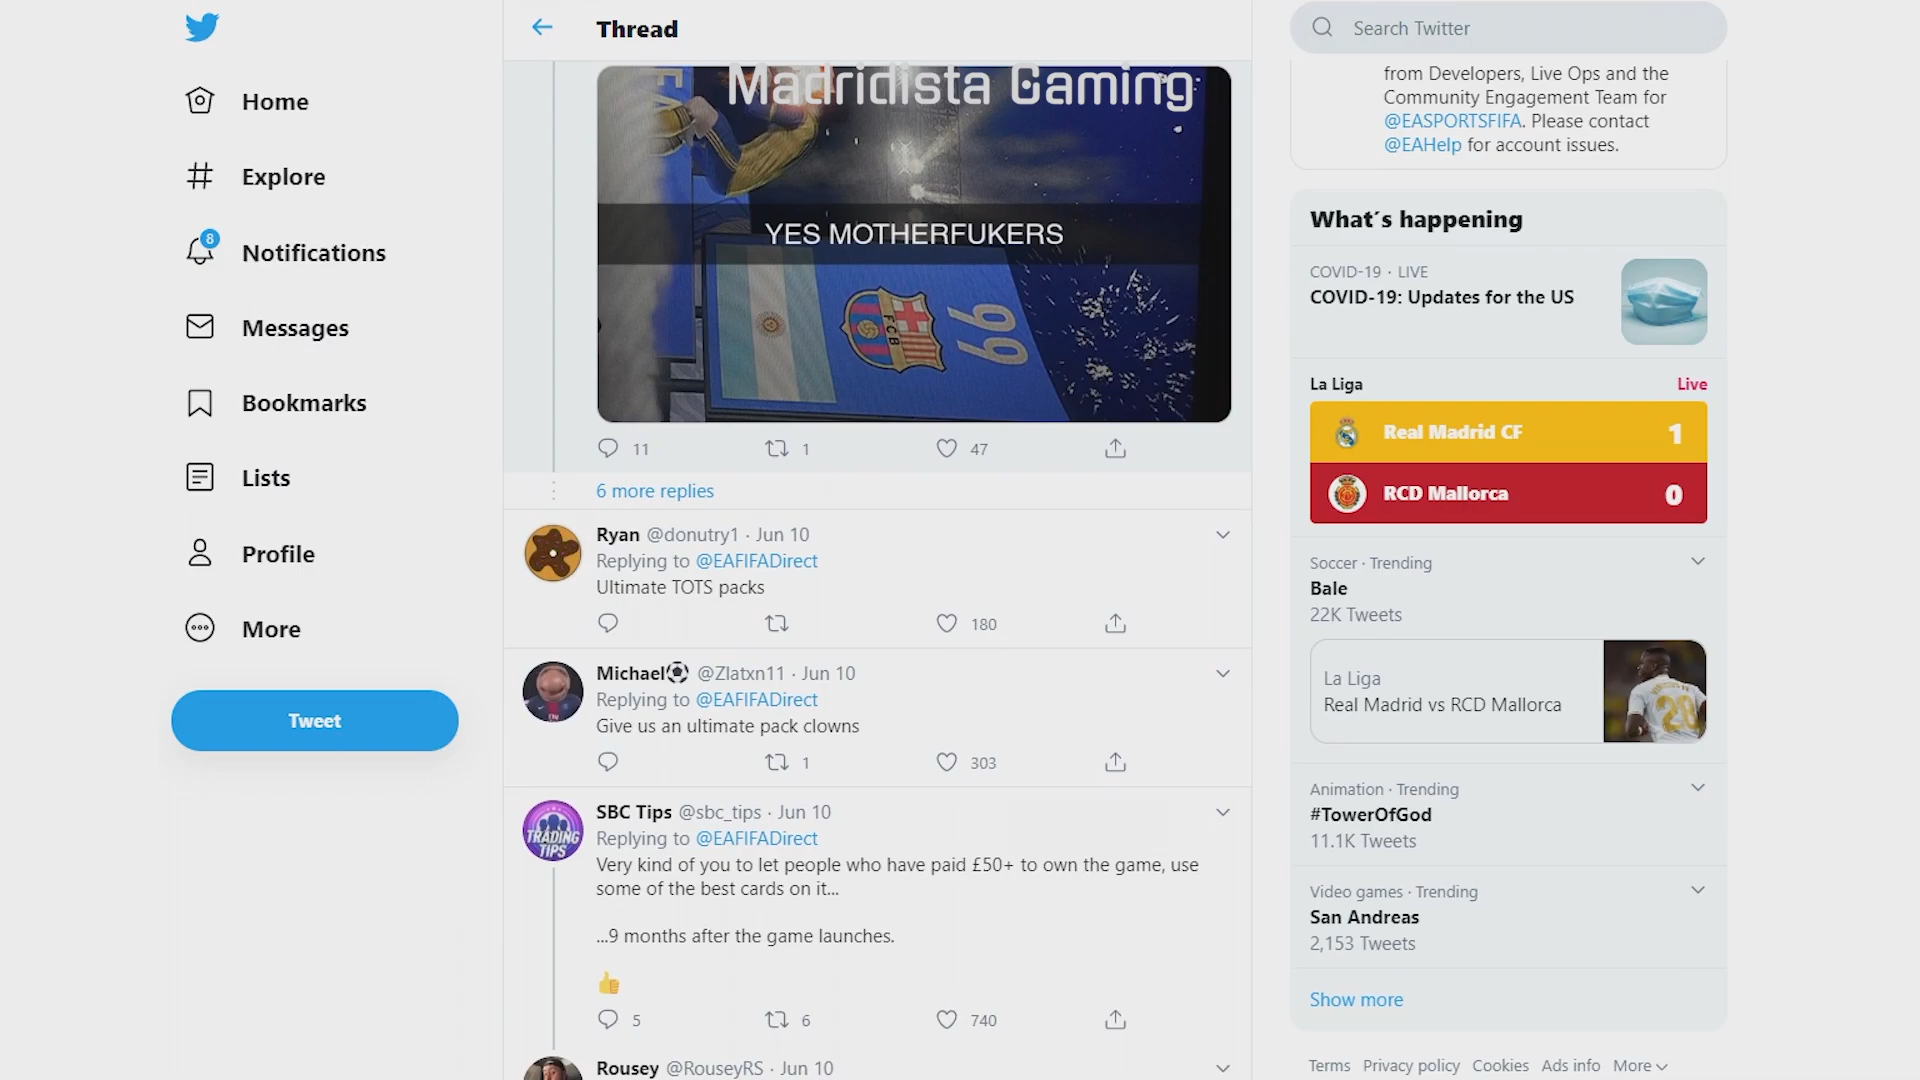 Home
Explore
8
Notifications
Messages
Bookmarks
Lists
Profile
More
Tweet
Thread
Madridista Gaming
YES MOTHERFUKERS
FCB
99
11
1
47
6 more replies
Ryan @donutry1 · Jun 10
Replying to @EAFIFADirect
Ultimate TOTS packs
180
Michael⚽ @Zlatxn11 · Jun 10
Replying to @EAFIFADirect
Give us an ultimate pack clowns
1
303
TRADING
TIPS
SBC Tips @sbc_tips · Jun 10
Replying to @EAFIFADirect
Very kind of you to let people who have paid £50+ to own the game, use
some of the best cards on it...
...9 months after the game launches.
👍
5
6
740
Rousey @RouseyRS · Jun 10
Search Twitter
from Developers, Live Ops and the
Community Engagement Team for
@EASPORTSFIFA. Please contact
@EAHelp for account issues.
What´s happening
COVID-19 · LIVE
COVID-19: Updates for the US
La Liga
Live
Real Madrid CF
1
RCD Mallorca
0
Soccer · Trending
Bale
22K Tweets
La Liga
Real Madrid vs RCD Mallorca
Animation · Trending
#TowerOfGod
11.1K Tweets
Video games · Trending
San Andreas
2,153 Tweets
Show more
Terms Privacy policy Cookies Ads info More